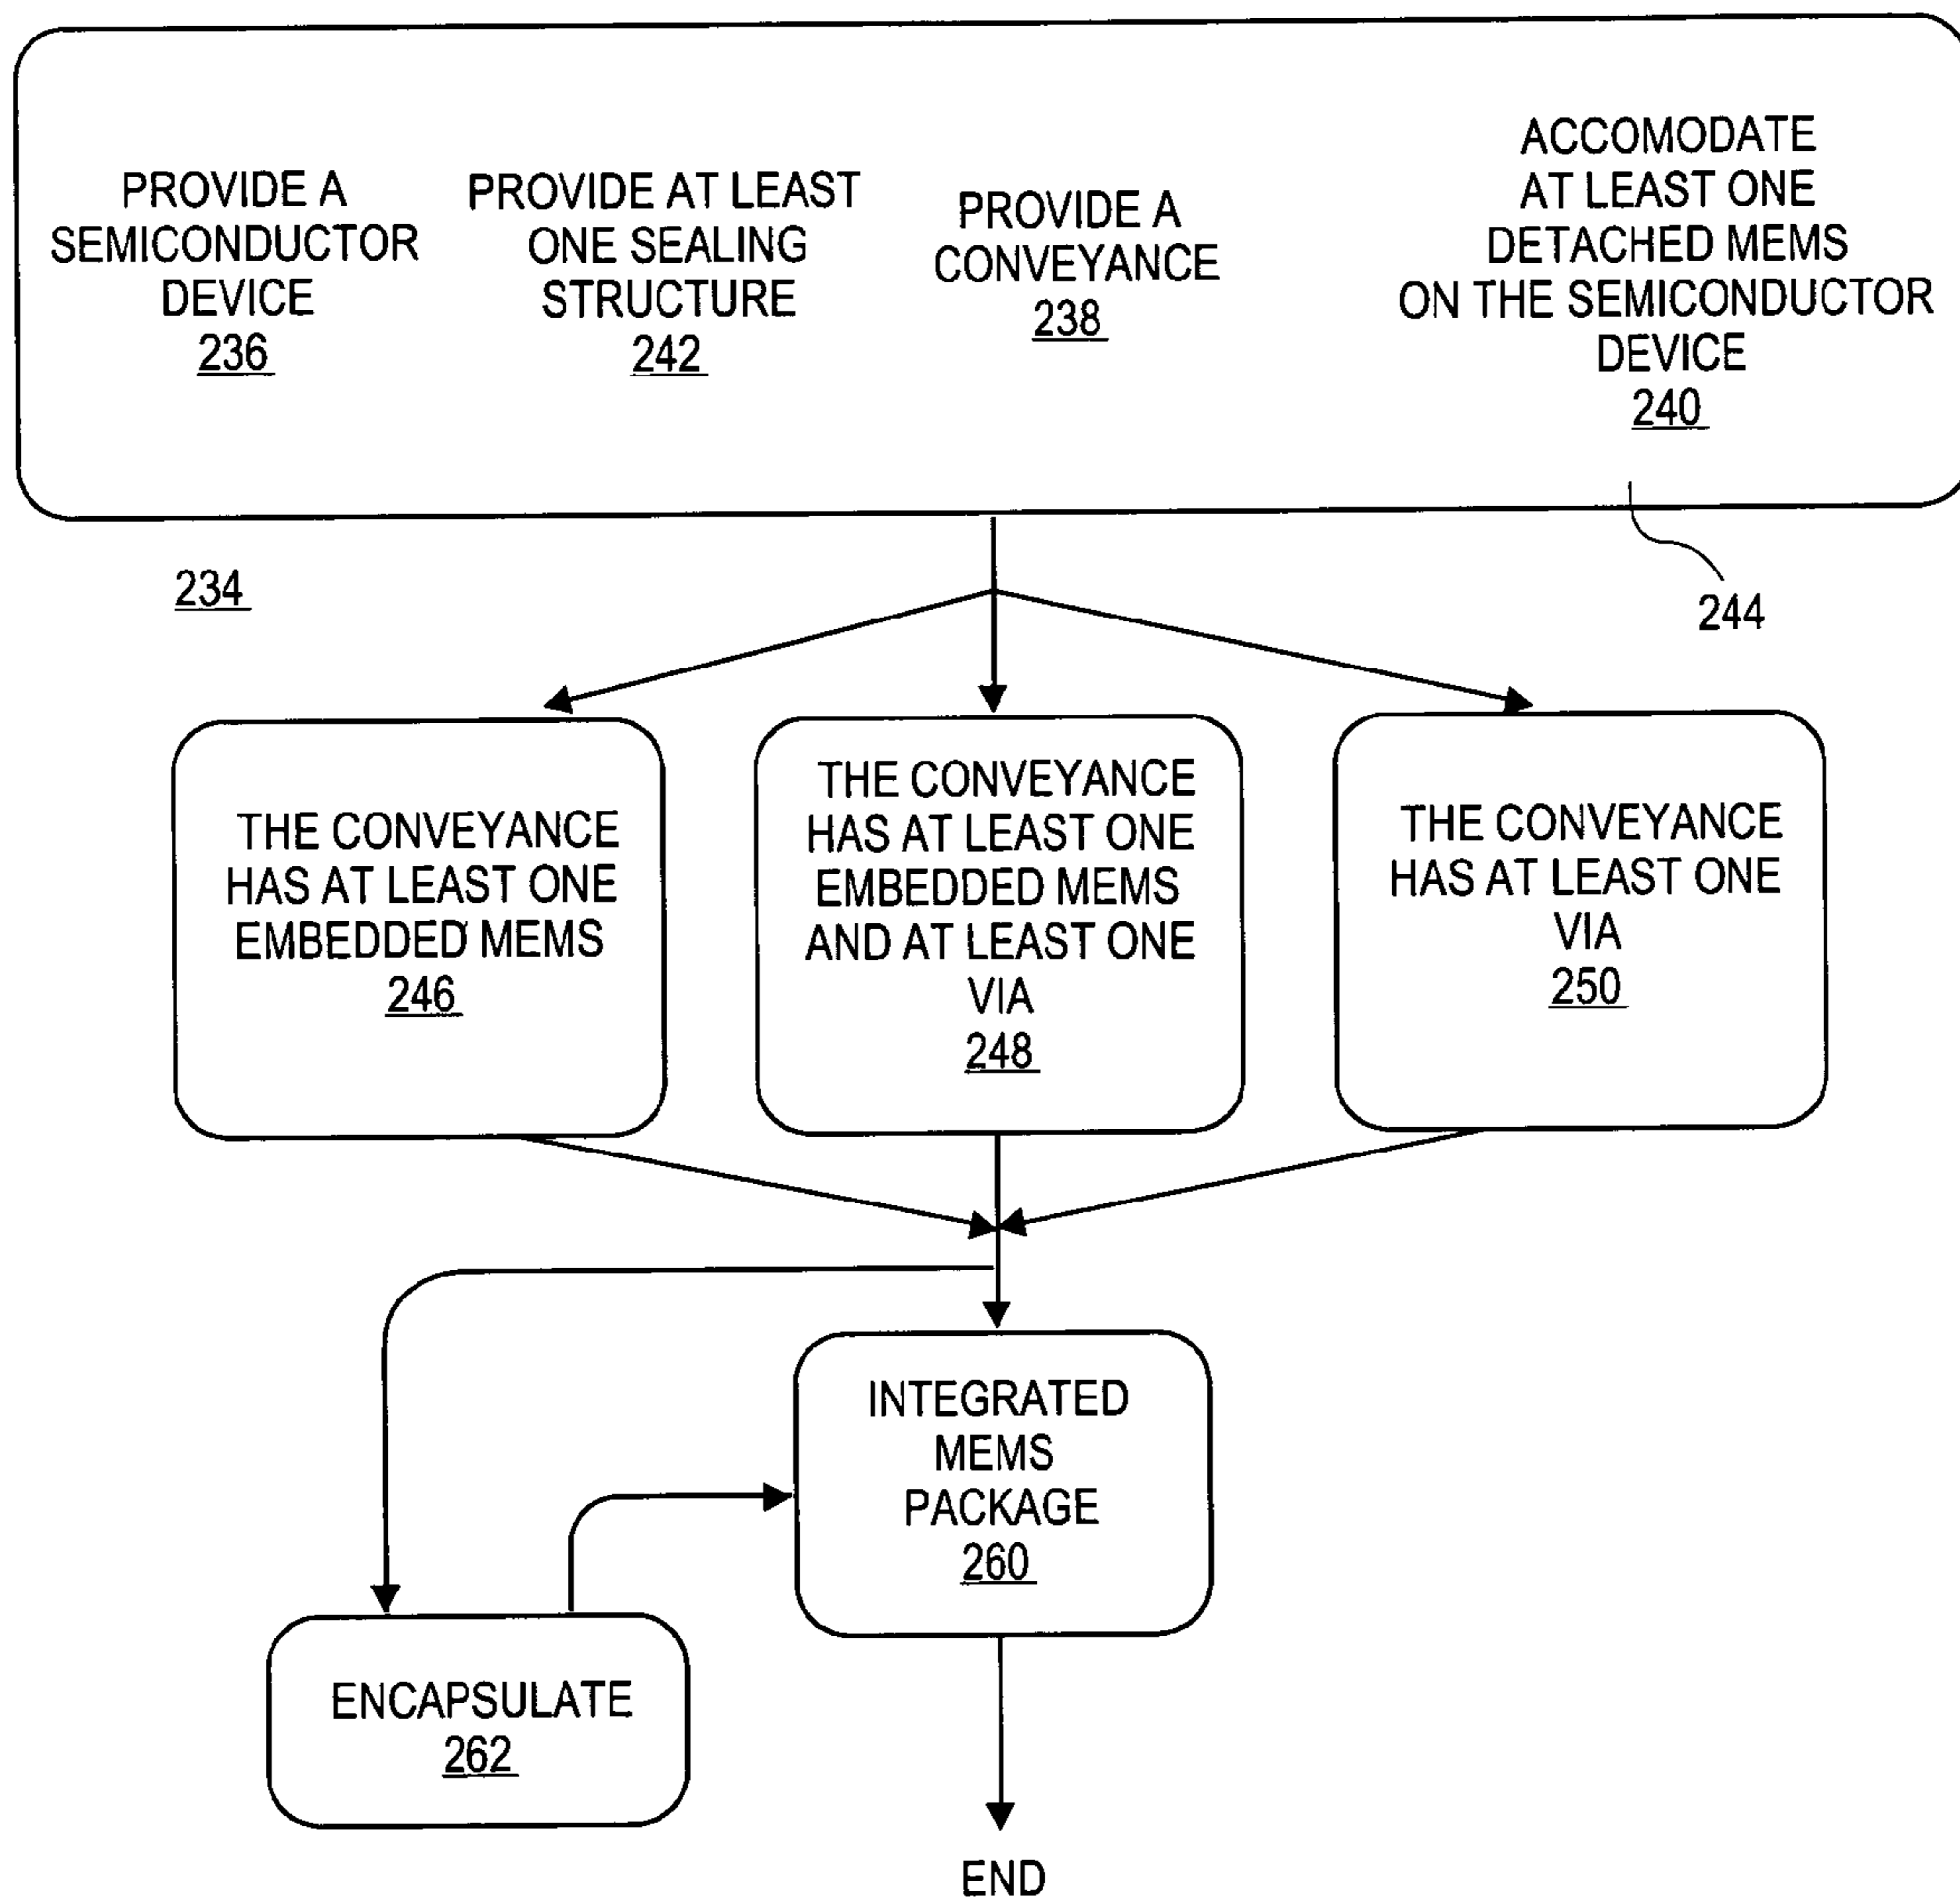 PROVIDE A
SEMICONDUCTOR
DEVICE
236
PROVIDE AT LEAST
ONE SEALING
STRUCTURE
242
PROVIDE A
CONVEYANCE
238
ACCOMODATE
AT LEAST ONE
DETACHED MEMS
ON THE SEMICONDUCTOR
DEVICE
240
234
244
THE CONVEYANCE
HAS AT LEAST ONE
EMBEDDED MEMS
246
THE CONVEYANCE
HAS AT LEAST ONE
EMBEDDED MEMS
AND AT LEAST ONE
VIA
248
THE CONVEYANCE
HAS AT LEAST ONE
VIA
250
INTEGRATED
MEMS
PACKAGE
260
ENCAPSULATE
262
END